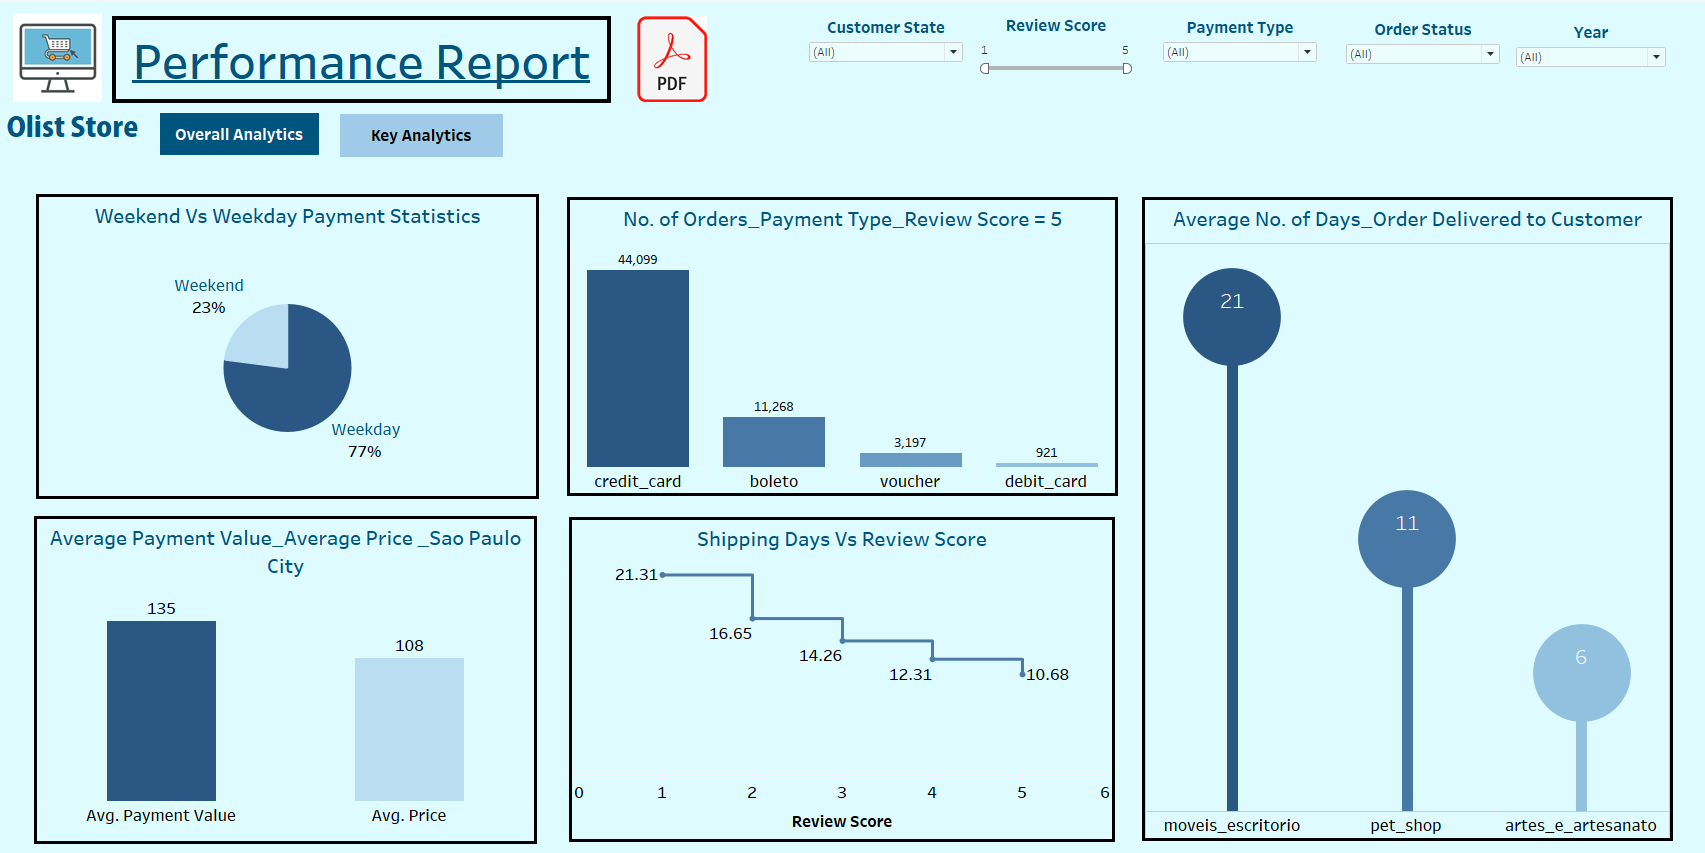 Performance Report
PDF
Customer State
(All)
Review Score
1 5
Payment Type
(All)
Order Status
(All)
Year
(All)
Olist Store
Overall Analytics
Key Analytics
Weekend Vs Weekday Payment Statistics
Weekend
23%
Weekday
77%
No. of Orders_Payment Type_Review Score = 5
44,099
11,268
3,197
921
credit_card boleto voucher debit_card
Average No. of Days_Order Delivered to Customer
21
11
6
moveis_escritorio pet_shop artes_e_artesanato
Average Payment Value_Average Price _Sao Paulo
City
135
108
Avg. Payment Value Avg. Price
Shipping Days Vs Review Score
21.31
16.65
14.26
12.31
10.68
0 1 2 3 4 5 6
Review Score